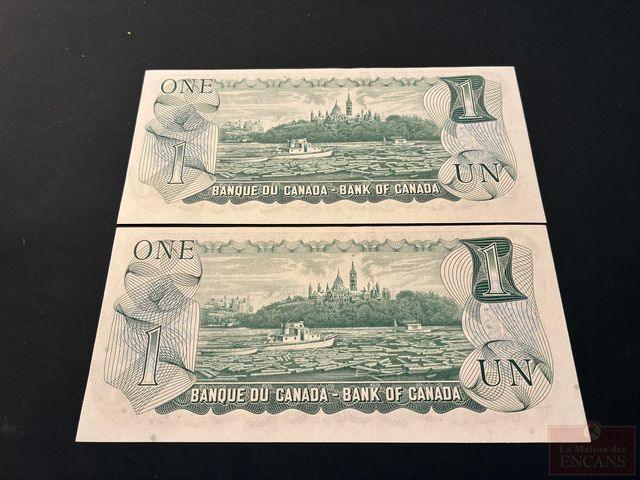 ONE
1
1
UN
BANQUE DU CANADA - BANK OF CANADA
ONE
1
1
UN
BANQUE DU CANADA - BANK OF CANADA
La Maison des
ENCANS